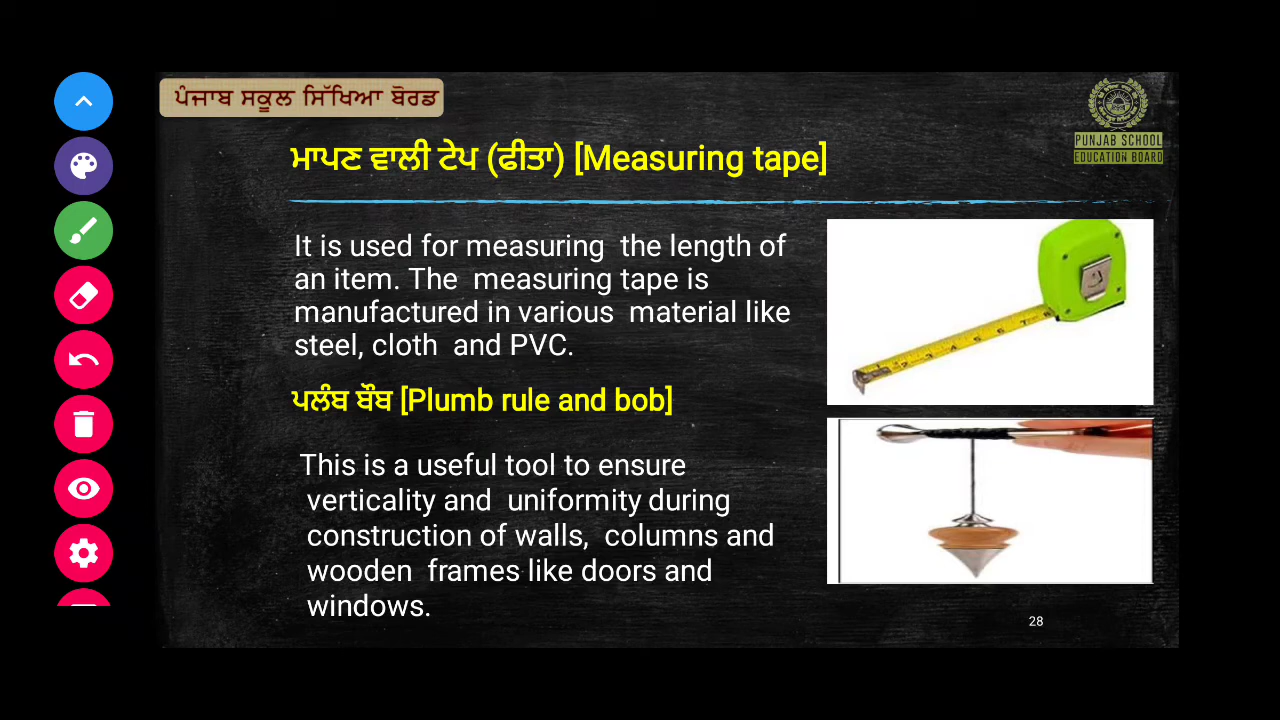 ਪੰਜਾਬ ਸਕੂਲ ਸਿੱਖਿਆ ਬੋਰਡ
PUNJAB SCHOOL
EDUCATION BOARD
ਮਾਪਣ ਵਾਲੀ ਟੇਪ (ਫੀਤਾ) [Measuring tape]
It is used for measuring the length of
an item. The measuring tape is
manufactured in various material like
steel, cloth and PVC.
ਪਲੰਬ ਬੌਬ [Plumb rule and bob]
This is a useful tool to ensure
verticality and uniformity during
construction of walls, columns and
wooden frames like doors and
windows.
28